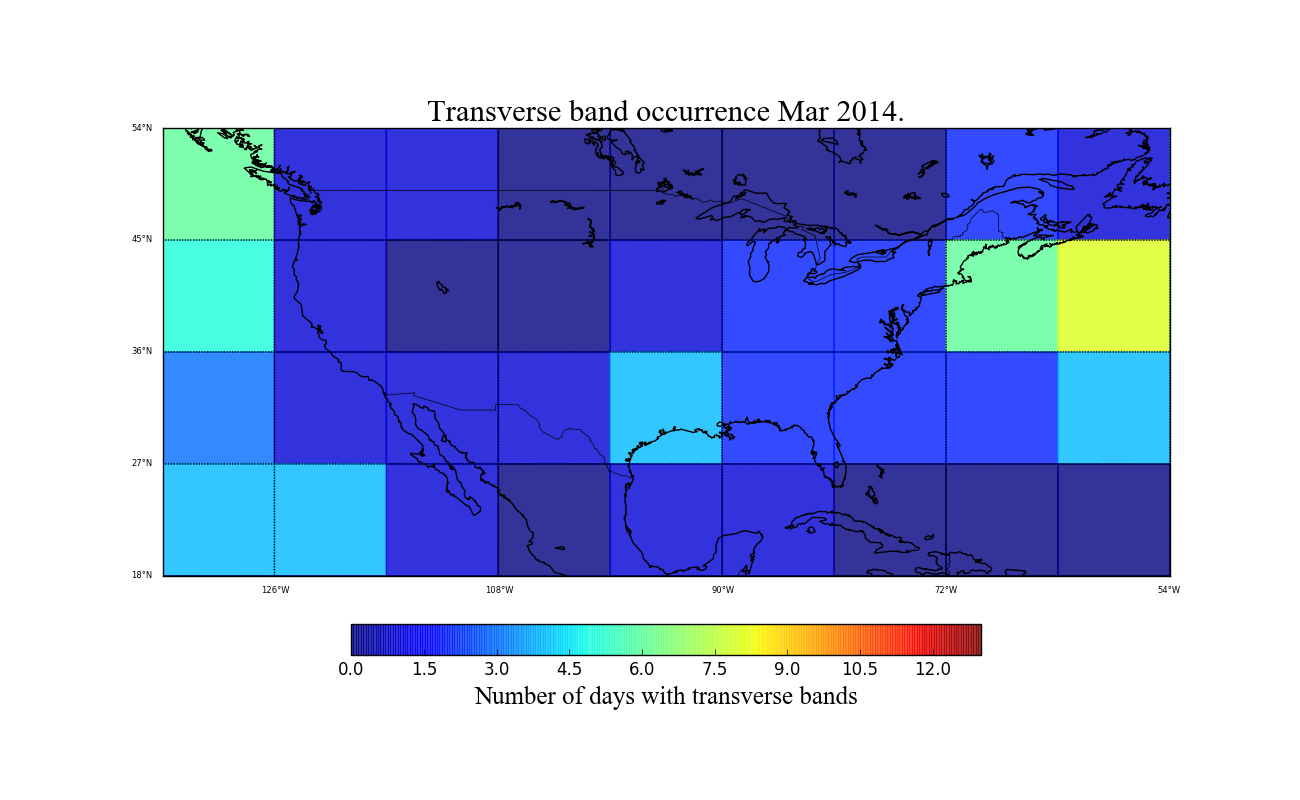 Transverse band occurrence Mar 2014.
54°N
45°N
36°N
27°N
18°N
126°W 108°W 90°W 72°W 54°W
0.0 1.5 3.0 4.5 6.0 7.5 9.0 10.5 12.0
Number of days with transverse bands